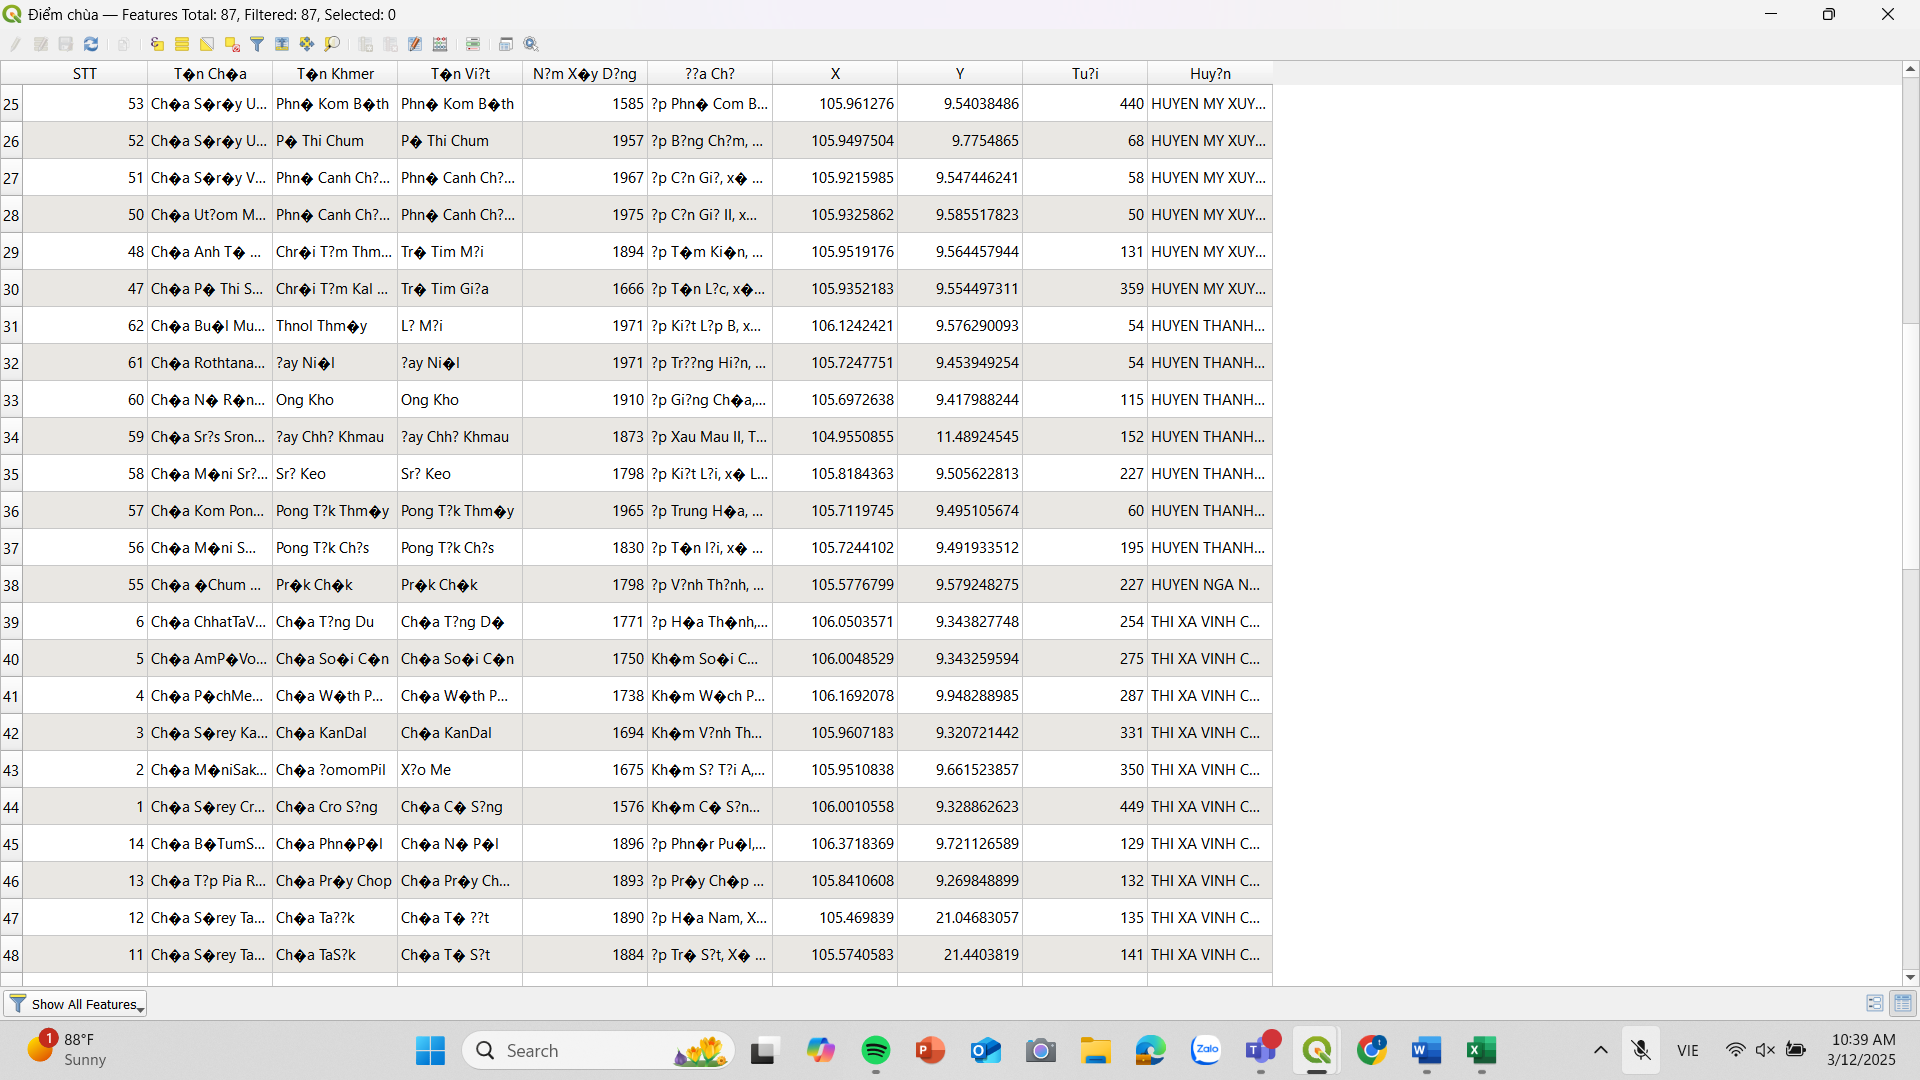 Điểm chùa — Features Total: 87, Filtered: 87, Selected: 0
STT T�n Ch�a T�n Khmer T�n Vi?t N?m X�y D?ng ??a Ch? X Y Tu?i Huy?n
25 53 Ch�a S�r�y U... Phn� Kom B�th Phn� Kom B�th 1585 ?p Phn� Com B... 105.961276 9.54038486 440 HUYEN MY XUY...
26 52 Ch�a S�r�y U... P� Thi Chum P� Thi Chum 1957 ?p B?ng Ch?m, ... 105.9497504 9.7754865 68 HUYEN MY XUY...
27 51 Ch�a S�r�y V... Phn� Canh Ch?... Phn� Canh Ch?... 1967 ?p C?n Gi?, x� ... 105.9215985 9.547446241 58 HUYEN MY XUY...
28 50 Ch�a Ut?om M... Phn� Canh Ch?... Phn� Canh Ch?... 1975 ?p C?n Gi? II, x... 105.9325862 9.585517823 50 HUYEN MY XUY...
29 48 Ch�a Anh T� ... Chr�i T?m Thm... Tr� Tim M?i 1894 ?p T�m Ki�n, ... 105.9519176 9.564457944 131 HUYEN MY XUY...
30 47 Ch�a P� Thi S... Chr�i T?m Kal ... Tr� Tim Gi?a 1666 ?p T�n L?c, x�... 105.9352183 9.554497311 359 HUYEN MY XUY...
31 62 Ch�a Bu�l Mu... Thnol Thm�y L? M?i 1971 ?p Ki?t L?p B, x... 106.1242421 9.576290093 54 HUYEN THANH...
32 61 Ch�a Rothtana... ?ay Ni�l ?ay Ni�l 1971 ?p Tr??ng Hi?n, ... 105.7247751 9.453949254 54 HUYEN THANH...
33 60 Ch�a N� R�n... Ong Kho Ong Kho 1910 ?p Gi?ng Ch�a,... 105.6972638 9.417988244 115 HUYEN THANH...
34 59 Ch�a Sr?s Sron... ?ay Chh? Khmau ?ay Chh? Khmau 1873 ?p Xau Mau II, T... 104.9550855 11.48924545 152 HUYEN THANH...
35 58 Ch�a M�ni Sr?... Sr? Keo Sr? Keo 1798 ?p Ki?t L?i, x� L... 105.8184363 9.505622813 227 HUYEN THANH...
36 57 Ch�a Kom Pon... Pong T?k Thm�y Pong T?k Thm�y 1965 ?p Trung H�a, ... 105.7119745 9.495105674 60 HUYEN THANH...
37 56 Ch�a M�ni S... Pong T?k Ch?s Pong T?k Ch?s 1830 ?p T�n l?i, x� ... 105.7244102 9.491933512 195 HUYEN THANH...
38 55 Ch�a �Chum ... Pr�k Ch�k Pr�k Ch�k 1798 ?p V?nh Th?nh, ... 105.5776799 9.579248275 227 HUYEN NGA N...
39 6 Ch�a ChhatTaV... Ch�a T?ng Du Ch�a T?ng D� 1771 ?p H�a Th�nh,... 106.0503571 9.343827748 254 THI XA VINH C...
40 5 Ch�a AmP�Vo... Ch�a So�i C�n Ch�a So�i C�n 1750 Kh�m So�i C... 106.0048529 9.343259594 275 THI XA VINH C...
41 4 Ch�a P�chMe... Ch�a W�th P... Ch�a W�th P... 1738 Kh�m W�ch P... 106.1692078 9.948288985 287 THI XA VINH C...
42 3 Ch�a S�rey Ka... Ch�a KanDal Ch�a KanDal 1694 Kh�m V?nh Th... 105.9607183 9.320721442 331 THI XA VINH C...
43 2 Ch�a M�niSak... Ch�a ?omomPil X?o Me 1675 Kh�m S? T?i A,... 105.9510838 9.661523857 350 THI XA VINH C...
44 1 Ch�a S�rey Cr... Ch�a Cro S?ng Ch�a C� S?ng 1576 Kh�m C� S?n... 106.0010558 9.328862623 449 THI XA VINH C...
45 14 Ch�a B�TumS... Ch�a Phn�P�l Ch�a N� P�l 1896 ?p Phn�r Pu�l,... 106.3718369 9.721126589 129 THI XA VINH C...
46 13 Ch�a T?p Pia R... Ch�a Pr�y Chop Ch�a Pr�y Ch... 1893 ?p Pr�y Ch�p ... 105.8410608 9.269848899 132 THI XA VINH C...
47 12 Ch�a S�rey Ta... Ch�a Ta??k Ch�a T� ??t 1890 ?p H�a Nam, X... 105.469839 21.04683057 135 THI XA VINH C...
48 11 Ch�a S�rey Ta... Ch�a TaS?k Ch�a T� S?t 1884 ?p Tr� S?t, X� ... 105.5740583 21.4403819 141 THI XA VINH C...
Show All Features
1 88°F
Sunny
Search
Zalo
1
VIE
10:39 AM
3/12/2025